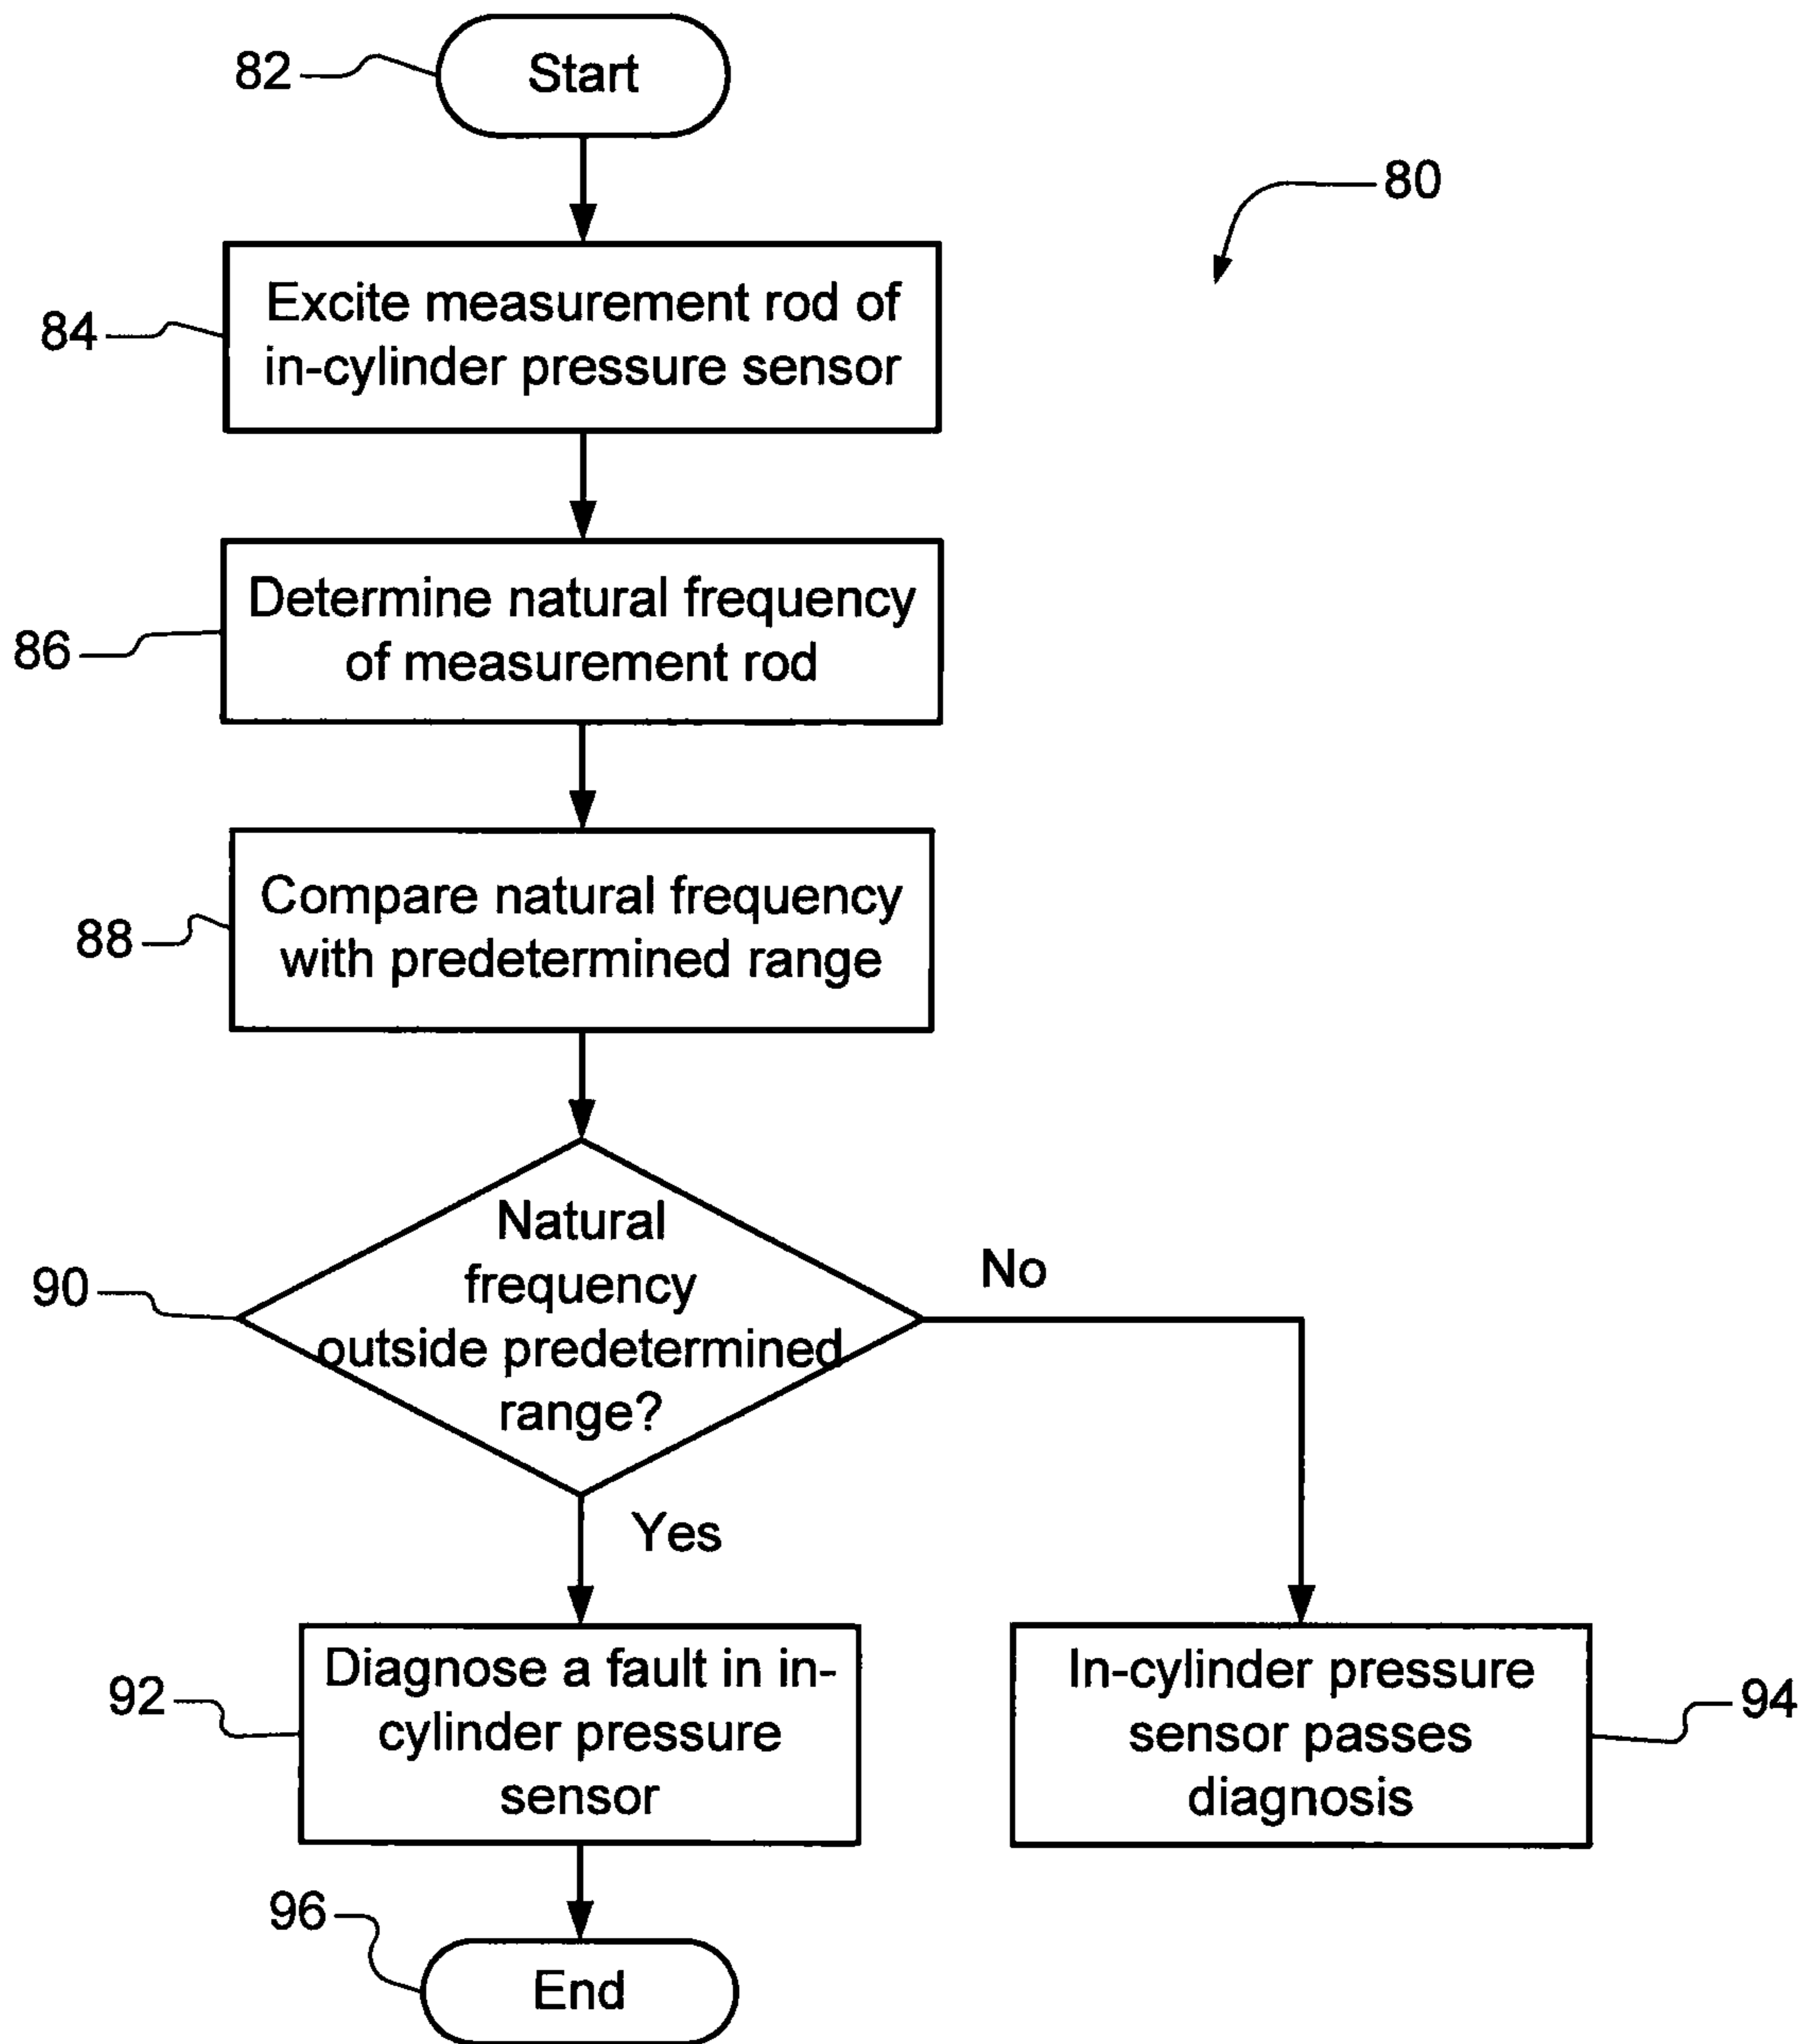 82
Start
80
84
Excite measurement rod of
in-cylinder pressure sensor
86
Determine natural frequency
of measurement rod
88
Compare natural frequency
with predetermined range
90
Natural
frequency
outside predetermined
range?
No
Yes
92
Diagnose a fault in in-
cylinder pressure
sensor
In-cylinder pressure
sensor passes
diagnosis
94
96
End